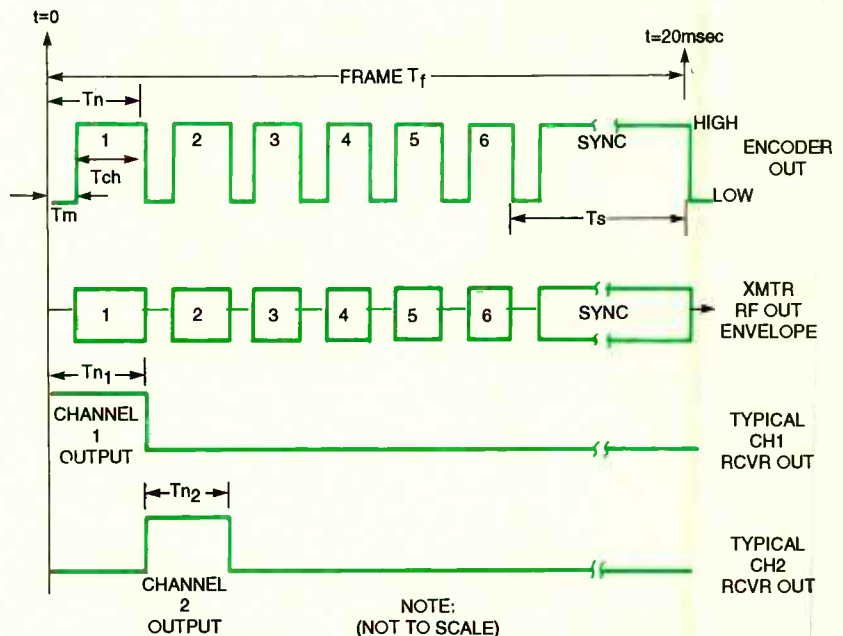 t=0
t=20msec
FRAME Tf
Tn
1 2 3 4 5 6 SYNC
HIGH
ENCODER
OUT
Tch
Tm
LOW
Ts
1 2 3 4 5 6 SYNC
XMTR
RF OUT
ENVELOPE
Tn1
CHANNEL
1
OUTPUT
TYPICAL
CH1
RCVR OUT
Tn2
CHANNEL
2
OUTPUT
TYPICAL
CH2
RCVR OUT
NOTE:
(NOT TO SCALE)